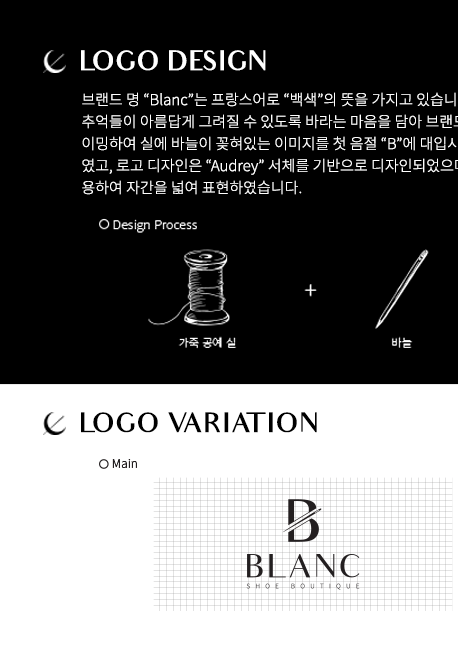 LOGO DESIGN
브랜드 명 “Blanc”는 프랑스어로 “백색”의 뜻을 가지고 있습니
추억들이 아름답게 그려질 수 있도록 바라는 마음을 담아 브랜드
이밍하여 실에 바늘이 꽂혀있는 이미지를 첫 음절 “B”에 대입시
였고, 로고 디자인은 “Audrey” 서체를 기반으로 디자인되었으며
용하여 자간을 넓여 표현하였습니다.
Design Process
+
가죽 공예 실 바늘
LOGO VARIATION
Main
B
BLANC
SHOE BOUTIQUE